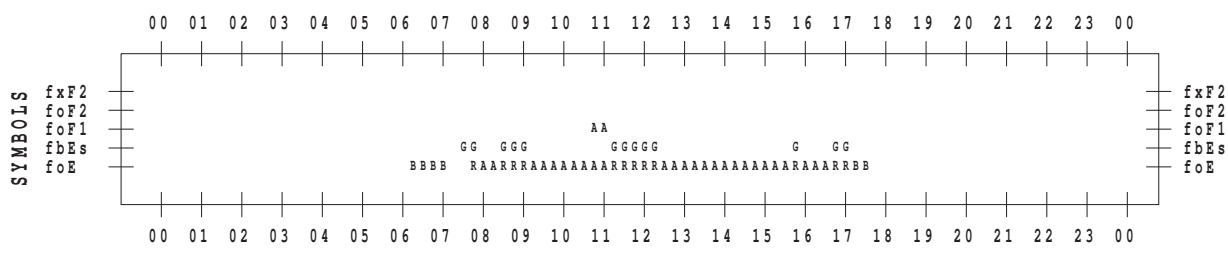 00 01 02 03 04 05 06 07 08 09 10 11 12 13 14 15 16 17 18 19 20 21 22 23 00
SYMBOLS
fxF2 fxF2
foF2 foF2
foF1 AA foF1
fbEs GG GGG GGGGG G GG fbEs
foE BBBB RAARRRAAAAAAAARRRRRAAAAAAAAAAAAARAAARRBB foE
00 01 02 03 04 05 06 07 08 09 10 11 12 13 14 15 16 17 18 19 20 21 22 23 00